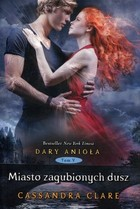 Bestseller New York Timesa
DARY ANIOŁA
Tom V
Miasto zagubionych dusz
CASSANDRA CLARE